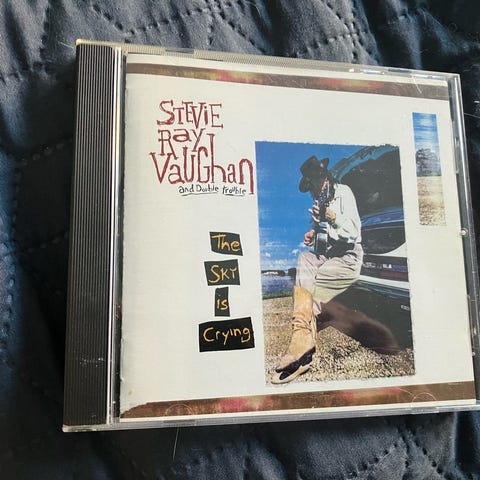 Stevie
Ray
Vaughan
and Double Trouble
The
Sky
is
Crying